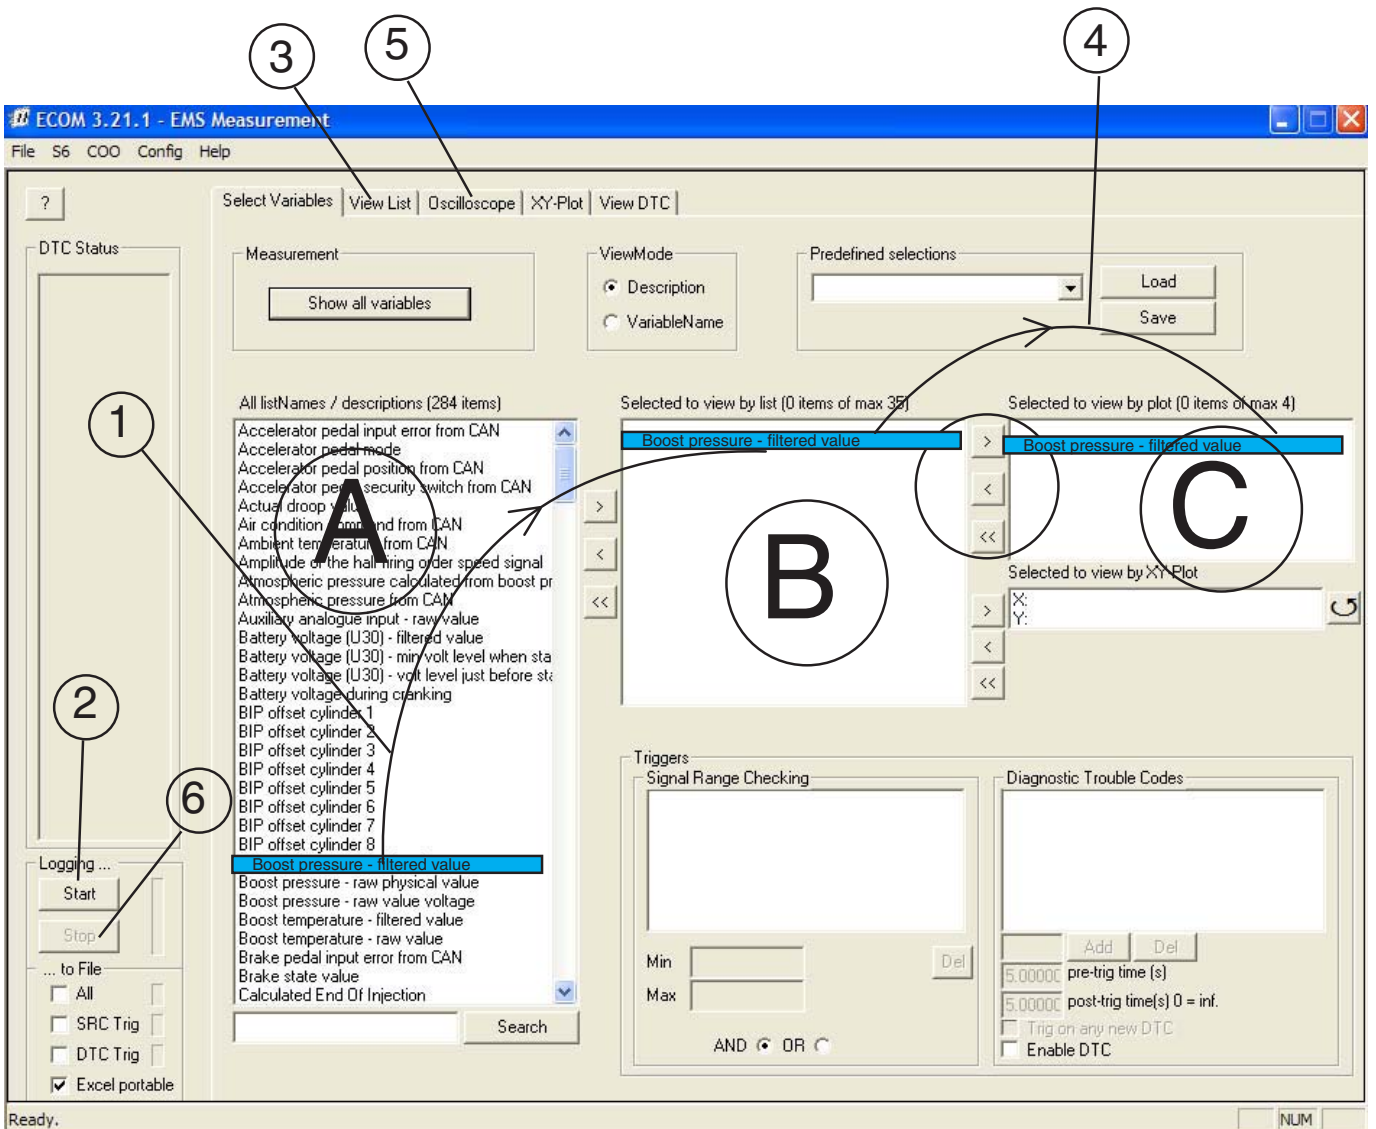 3
5
4
ECOM 3.21.1 - EMS Measurement
File S6 COO Config Help
?
Select Variables View List Oscilloscope XY-Plot View DTC
DTC Status
Measurement
Show all variables
ViewMode
Description
VariableName
Predefined selections
Load
Save
1
All listNames / descriptions (284 items)
Accelerator pedal input error from CAN
Accelerator pedal mode
Accelerator pedal position from CAN
Accelerator pedal security switch from CAN
Actual droop value
Air condition command from CAN
Ambient temperature from CAN
Amplitude of the half firing order speed signal
Atmospheric pressure calculated from boost pr
Atmospheric pressure from CAN
Auxiliary analogue input - raw value
Battery voltage (U30) - filtered value
Battery voltage (U30) - min volt level when sta
Battery voltage (U30) - volt level just before sta
Battery voltage during cranking
BIP offset cylinder 1
BIP offset cylinder 2
BIP offset cylinder 3
BIP offset cylinder 4
BIP offset cylinder 5
BIP offset cylinder 6
BIP offset cylinder 7
BIP offset cylinder 8
Boost pressure - filtered value
Boost pressure - raw physical value
Boost pressure - raw value voltage
Boost temperature - filtered value
Boost temperature - raw value
Brake pedal input error from CAN
Brake state value
Calculated End Of Injection
Search
A
>
<
<<
Selected to view by list (0 items of max 35)
Boost pressure - filtered value
B
>
<
<<
>
<
<<
Selected to view by plot (0 items of max 4)
Boost pressure - filtered value
C
Selected to view by XY Plot
X:
Y:
2
6
Logging ...
Start
Stop
... to File
All
SRC Trig
DTC Trig
Excel portable
Triggers
Signal Range Checking
Min
Max
Del
AND OR
Diagnostic Trouble Codes
Add Del
5.00000 pre-trig time (s)
5.00000 post-trig time(s) 0 = inf.
Trig on any new DTC
Enable DTC
Ready.
NUM